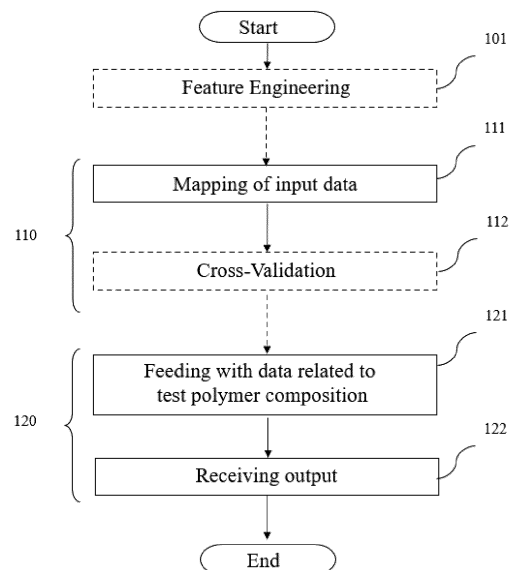 Start
101
Feature Engineering
111
Mapping of input data
110
112
Cross-Validation
121
Feeding with data related to
test polymer composition
120
122
Receiving output
End